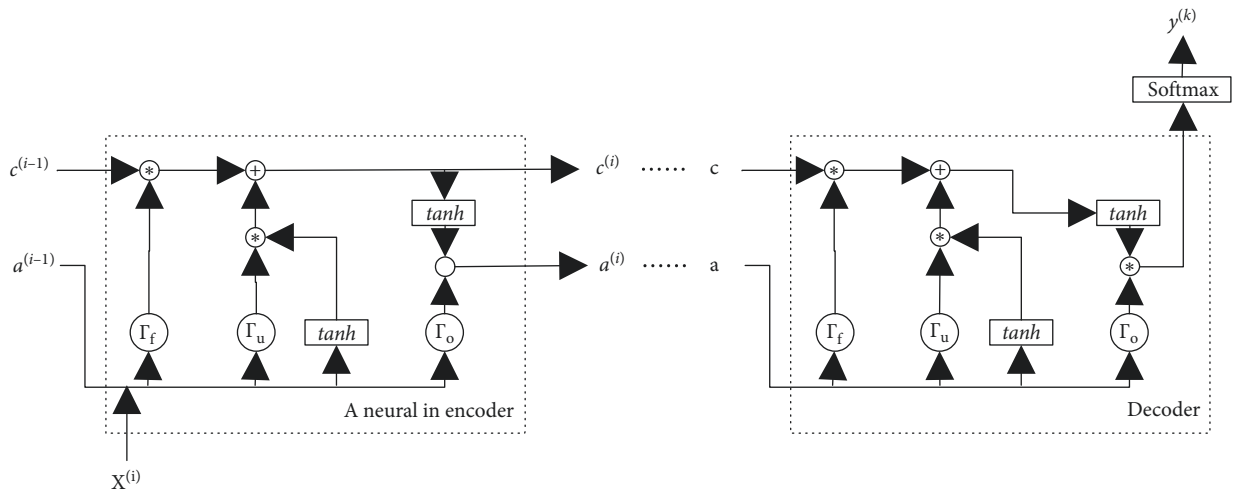 y^(k)
Softmax
c^(i–1) * + c^(i) ...... c * +
tanh tanh
* *
a^(i–1) a^(i) ...... a *
Γf Γu tanh Γo Γf Γu tanh Γo
A neural in encoder Decoder
X^(i)